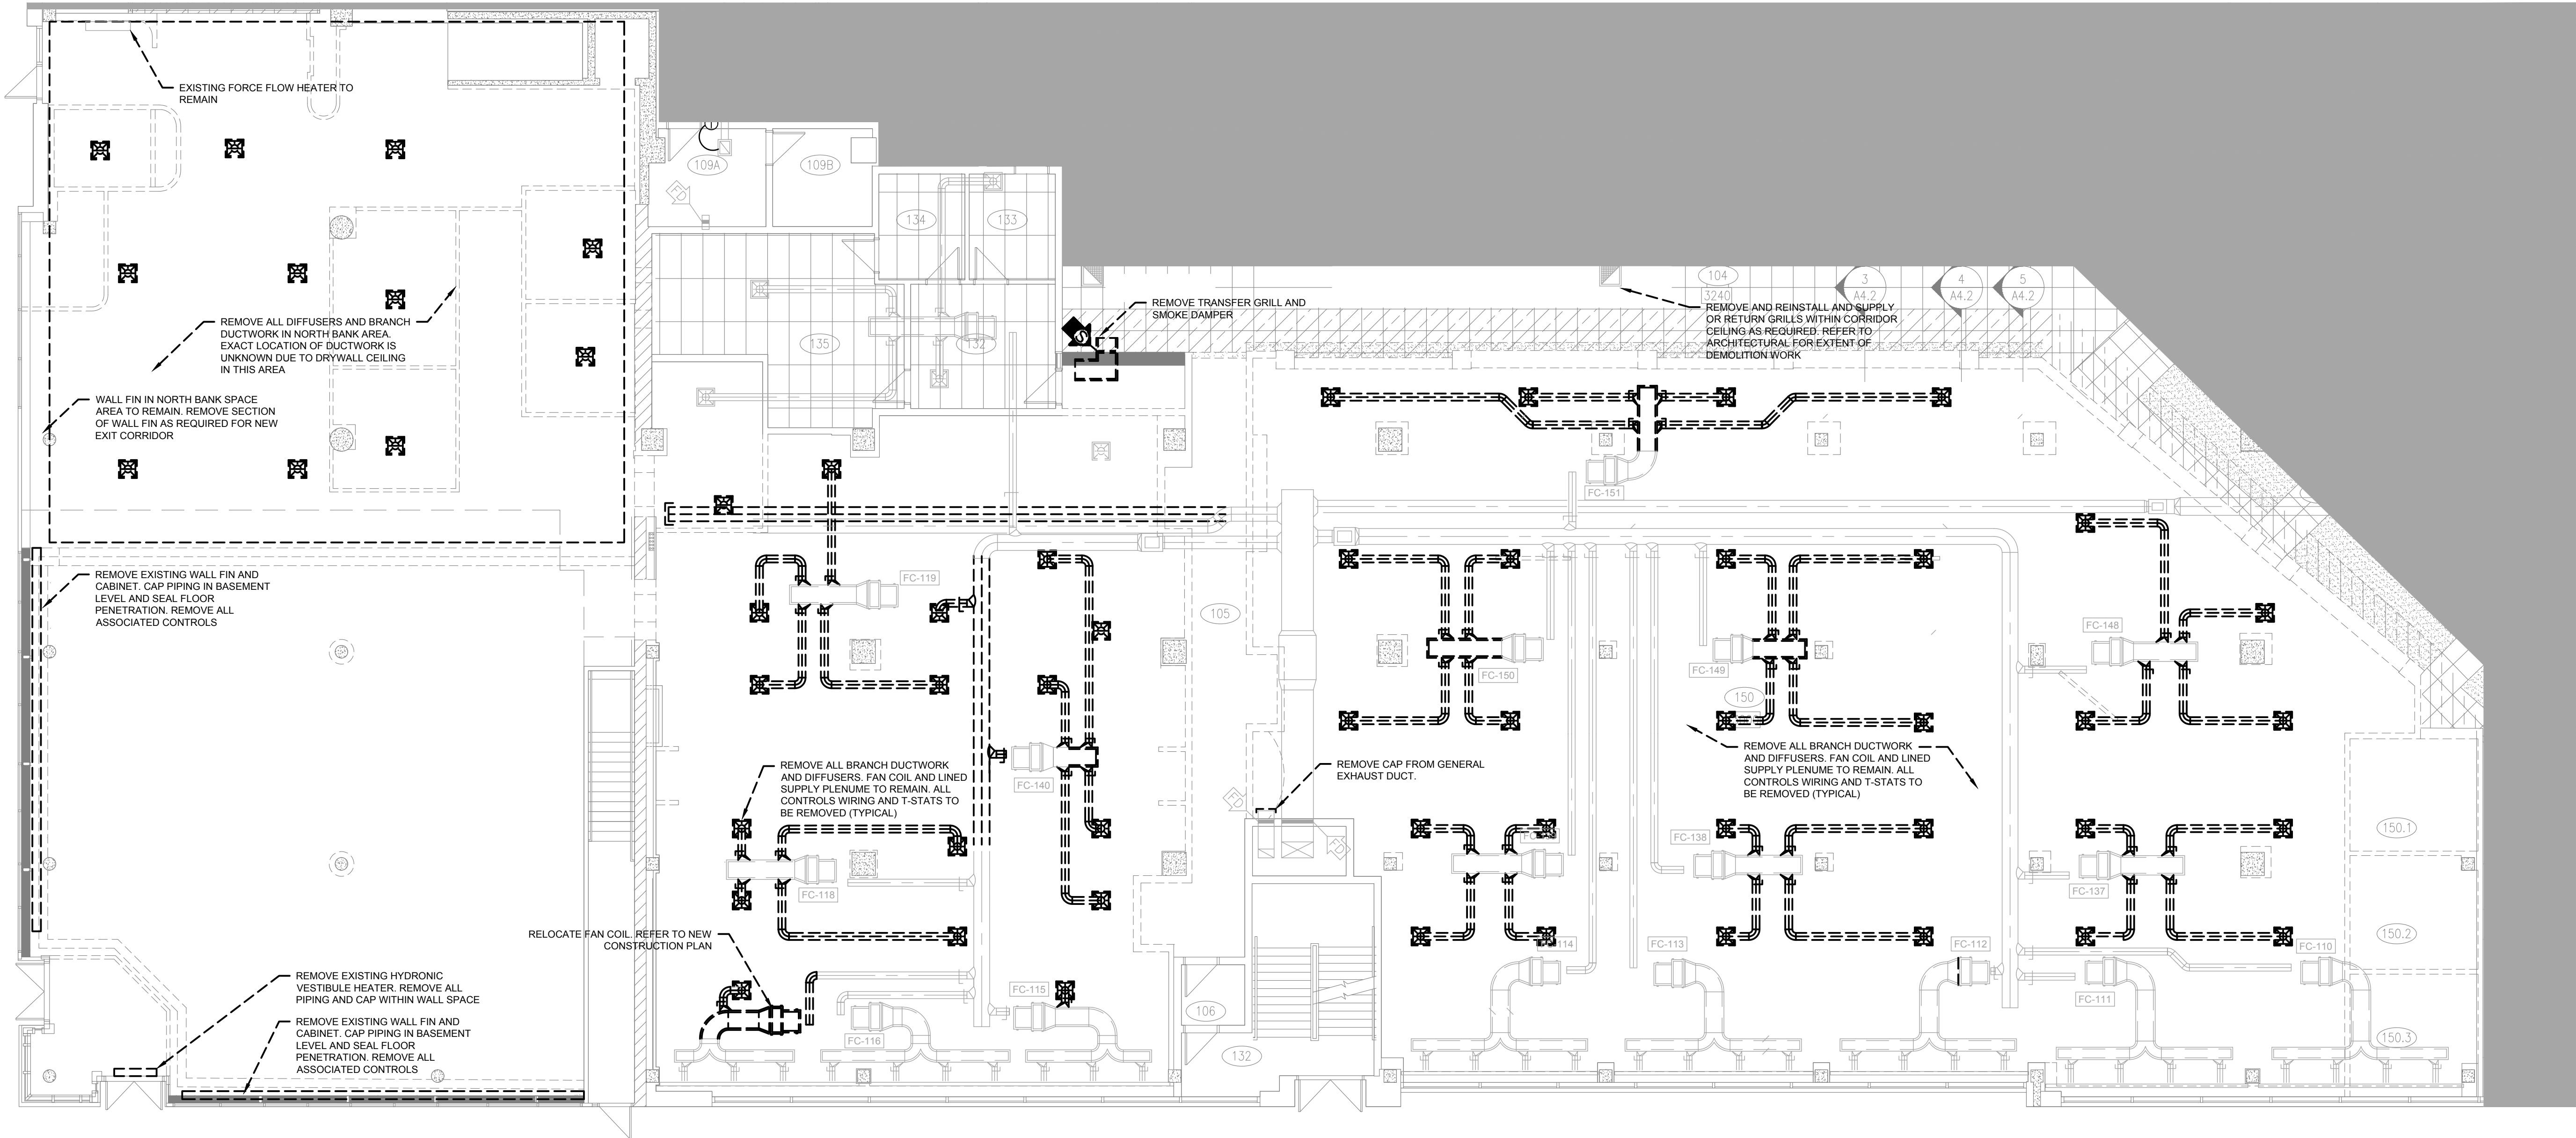 EXISTING FORCE FLOW HEATER TO
REMAIN
109A
109B
FD
134
133
135
132
REMOVE TRANSFER GRILL AND
SMOKE DAMPER
S
104
3240
3
A4.2
4
A4.2
5
A4.2
REMOVE AND REINSTALL AND SUPPLY
OR RETURN GRILLS WITHIN CORRIDOR
CEILING AS REQUIRED. REFER TO
ARCHITECTURAL FOR EXTENT OF
DEMOLITION WORK
REMOVE ALL DIFFUSERS AND BRANCH
DUCTWORK IN NORTH BANK AREA.
EXACT LOCATION OF DUCTWORK IS
UNKNOWN DUE TO DRYWALL CEILING
IN THIS AREA
WALL FIN IN NORTH BANK SPACE
AREA TO REMAIN. REMOVE SECTION
OF WALL FIN AS REQUIRED FOR NEW
EXIT CORRIDOR
FC-151
REMOVE EXISTING WALL FIN AND
CABINET. CAP PIPING IN BASEMENT
LEVEL AND SEAL FLOOR
PENETRATION. REMOVE ALL
ASSOCIATED CONTROLS
FC-119
105
FC-148
FC-150
FC-149
150
REMOVE ALL BRANCH DUCTWORK
AND DIFFUSERS. FAN COIL AND LINED
SUPPLY PLENUME TO REMAIN. ALL
CONTROLS WIRING AND T-STATS TO
BE REMOVED (TYPICAL)
FC-140
REMOVE CAP FROM GENERAL
EXHAUST DUCT.
REMOVE ALL BRANCH DUCTWORK
AND DIFFUSERS. FAN COIL AND LINED
SUPPLY PLENUME TO REMAIN. ALL
CONTROLS WIRING AND T-STATS TO
BE REMOVED (TYPICAL)
FD
FD
FC-138
150.1
FC-118
FC-137
RELOCATE FAN COIL. REFER TO NEW
CONSTRUCTION PLAN
150.2
FC-114
FC-113
FC-112
FC-110
REMOVE EXISTING HYDRONIC
VESTIBULE HEATER. REMOVE ALL
PIPING AND CAP WITHIN WALL SPACE
FC-115
FC-111
106
REMOVE EXISTING WALL FIN AND
CABINET. CAP PIPING IN BASEMENT
LEVEL AND SEAL FLOOR
PENETRATION. REMOVE ALL
ASSOCIATED CONTROLS
FC-116
132
150.3